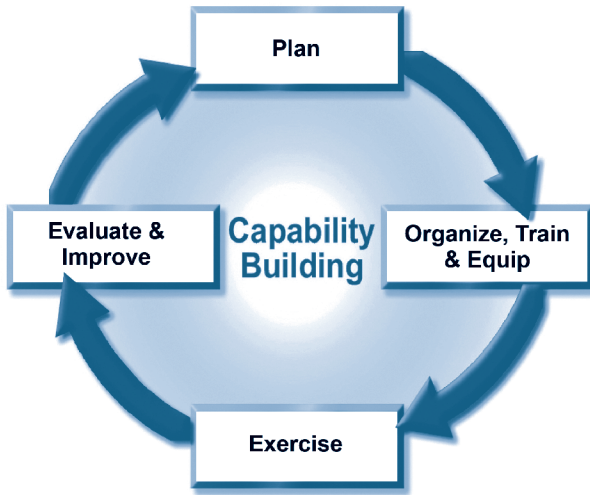 Plan
Evaluate &
Improve
Capability
Building
Organize, Train
& Equip
Exercise